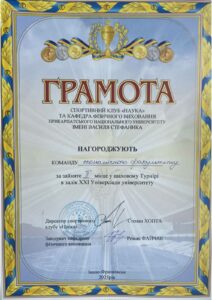 ГРАМОТА
СПОРТИВНИЙ КЛУБ «НАУКА»
ТА КАФЕДРА ФІЗИЧНОГО ВИХОВАННЯ
ПРИКАРПАТСЬКОГО НАЦІОНАЛЬНОГО УНІВЕРСИТЕТУ
ІМЕНІ ВАСИЛЯ СТЕФАНИКА
НАГОРОДЖУЮТЬ
КОМАНДУ факультету
за зайняте місце у шаховому Турнірі
в залік XXI Універсіади університету
Директор спортивного
клубу «Наука»
Степан ХОПТА
Завідувач кафедри
фізичного виховання
Роман ФАЙЧАК
Івано-Франківськ